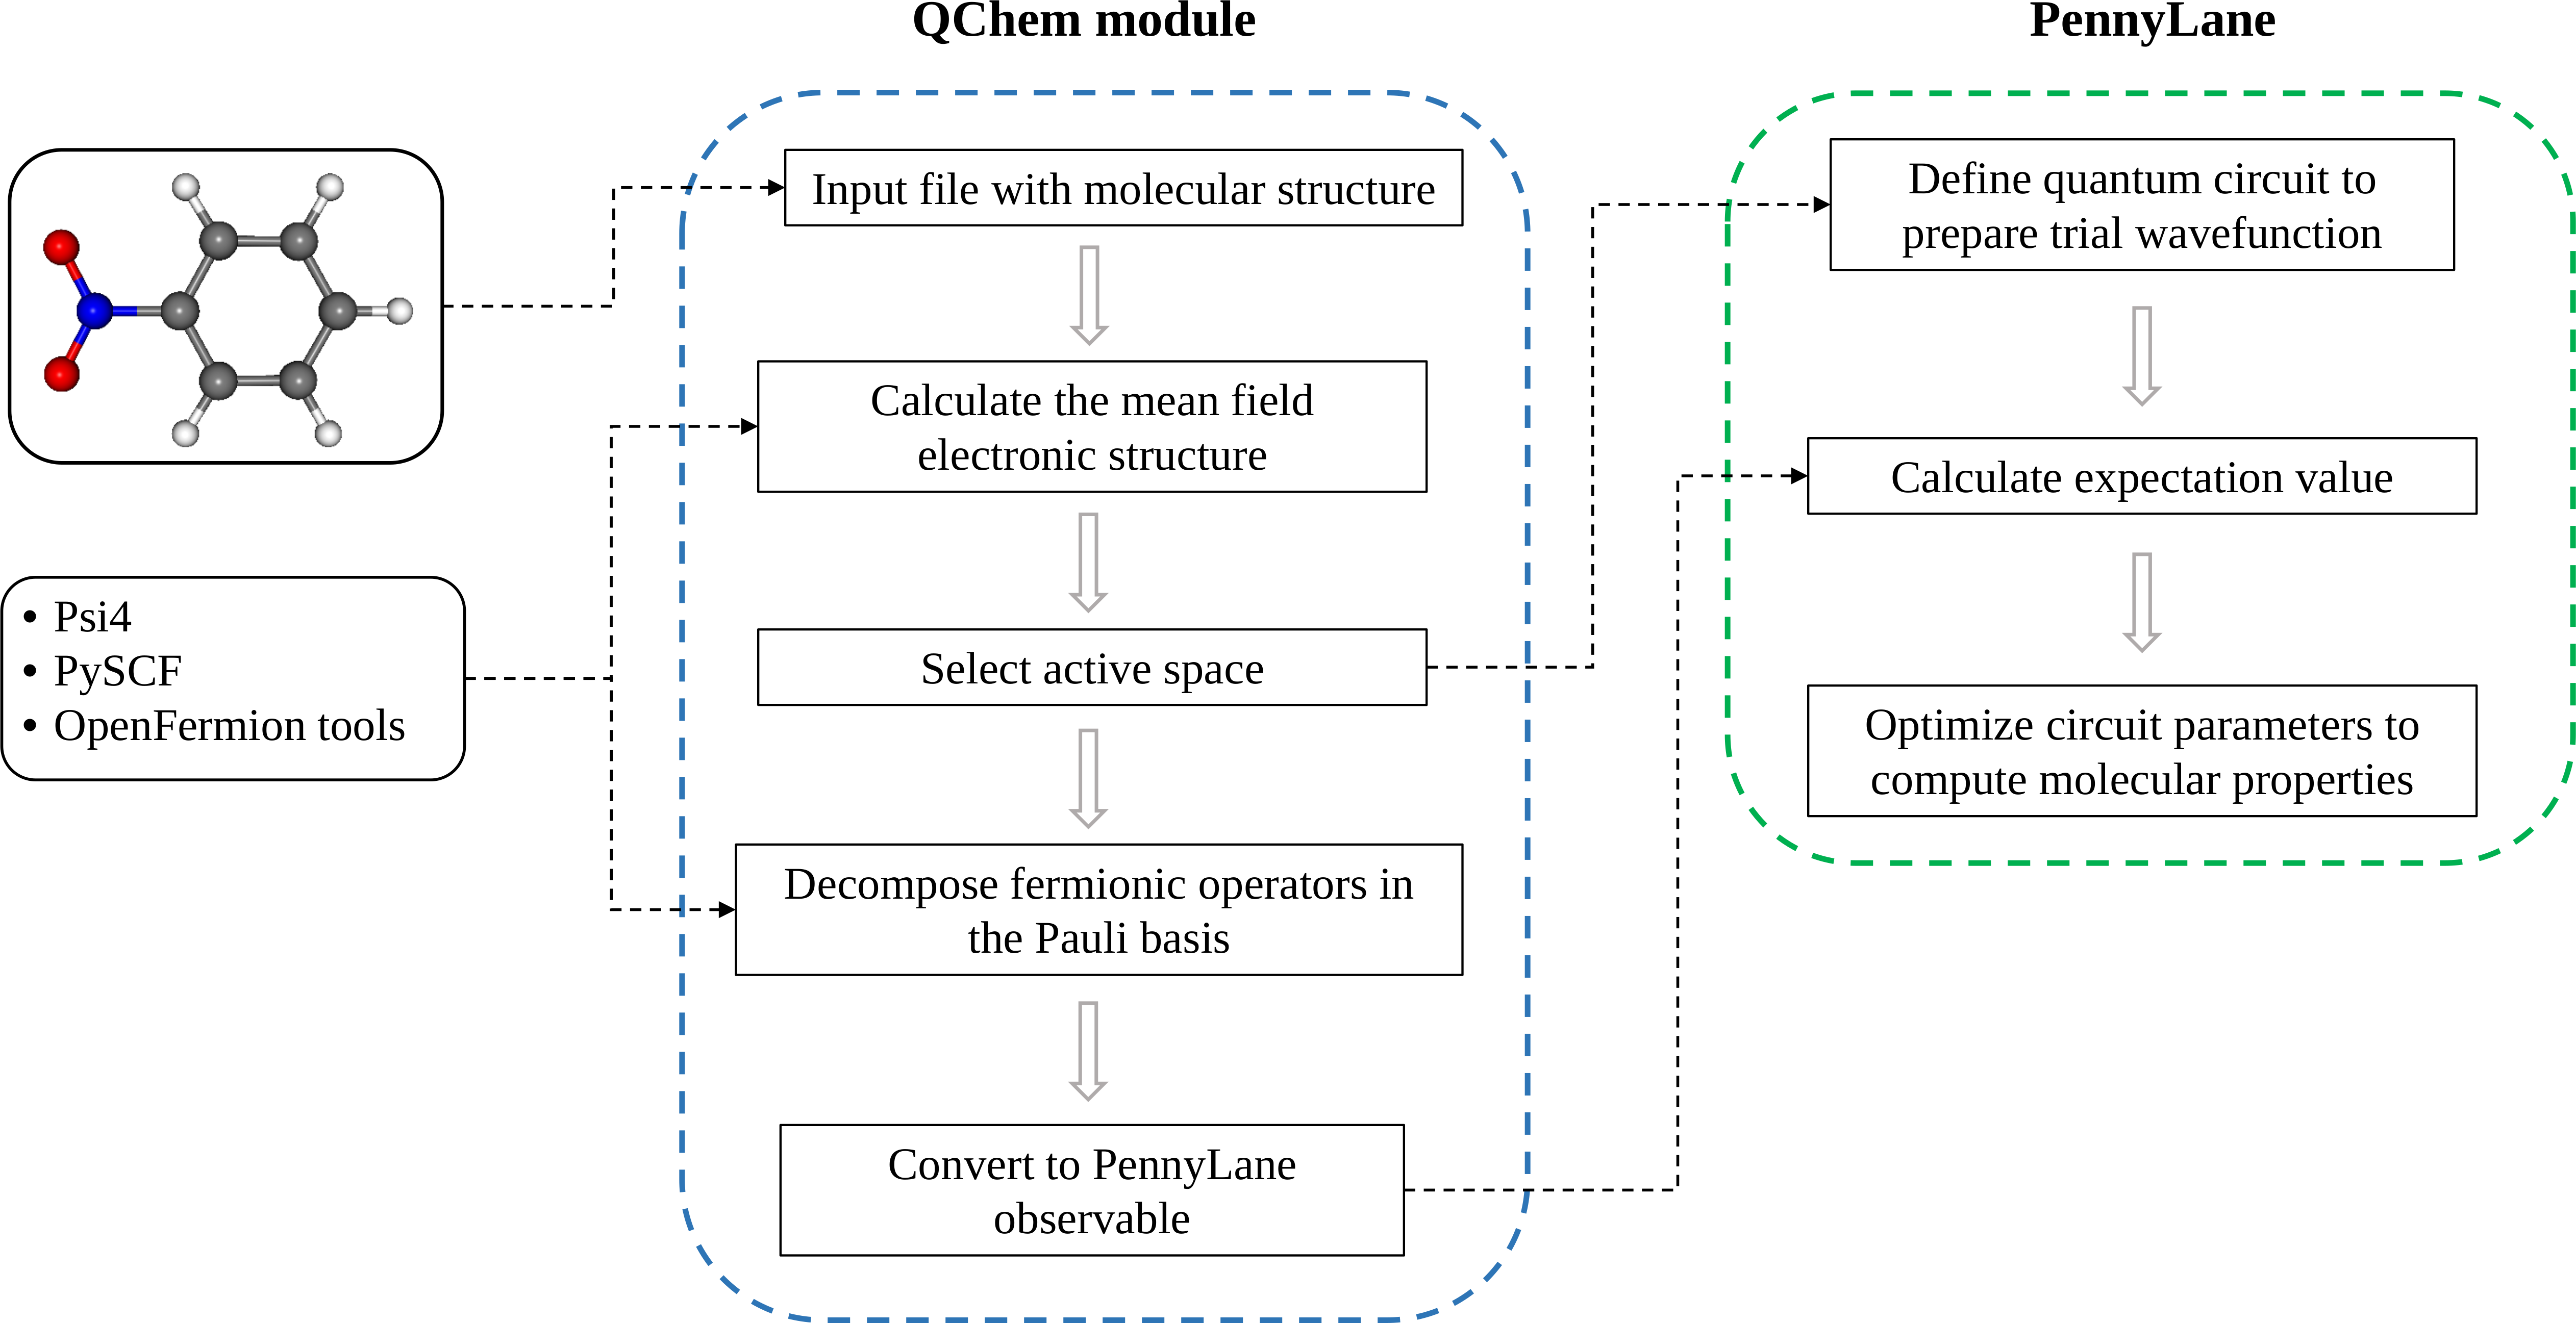 QChem module
PennyLane
Input file with molecular structure
Calculate the mean field
electronic structure
Select active space
Decompose fermionic operators in
the Pauli basis
Convert to PennyLane
observable
• Psi4
• PySCF
• OpenFermion tools
Define quantum circuit to
prepare trial wavefunction
Calculate expectation value
Optimize circuit parameters to
compute molecular properties